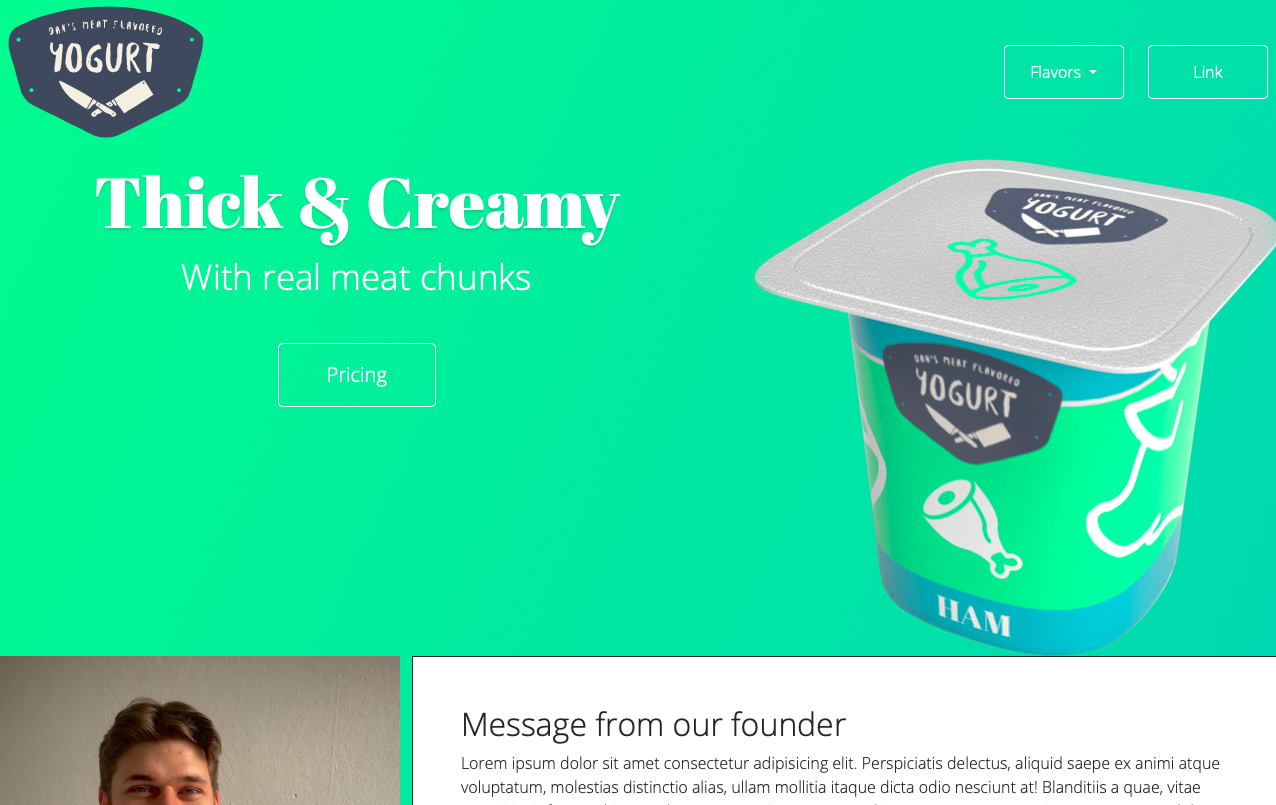 DAN'S MEAT FLAVORED
YOGURT
Flavors
Link
Thick & Creamy
With real meat chunks
Pricing
DAN'S MEAT FLAVORED
YOGURT
DAN'S MEAT FLAVORED
YOGURT
HAM
Message from our founder
Lorem ipsum dolor sit amet consectetur adipisicing elit. Perspiciatis delectus, aliquid saepe ex animi atque
voluptatum, molestias distinctio alias, ullam mollitia itaque dicta odio nesciunt at! Blanditiis a quae, vitae